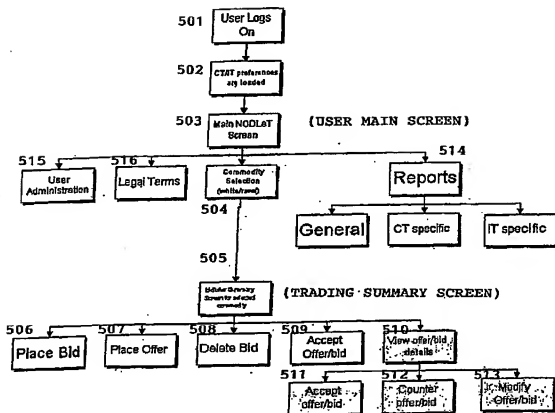 501
User Logs
On
502
CT/IT preferences
are loaded
503
Main NODLeT
Screen
(USER MAIN SCREEN)
515
User
Administration
516
Legal Terms
Commodity
Selection
504
514
Reports
General
CT specific
IT specific
505
Summary
(TRADING SUMMARY SCREEN)
506
Place Bid
507
Place Offer
508
Delete Bid
509
Accept
Offer/bid
510
View offer/bid
details
511
Accept
offer/bid
512
Counter
offer/bid
513
Modify
Offer/bid